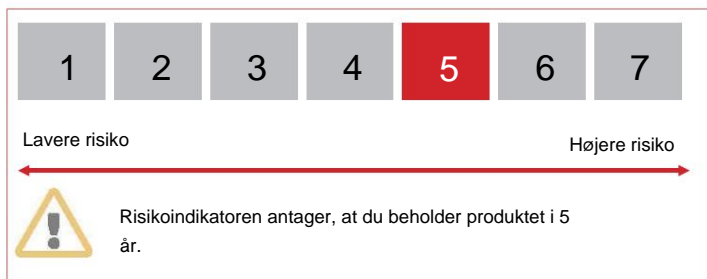 1 2 3 4 5 6 7
Lavere risiko Højere risiko
Risikoindikatoren antager, at du beholder produktet i 5
år.